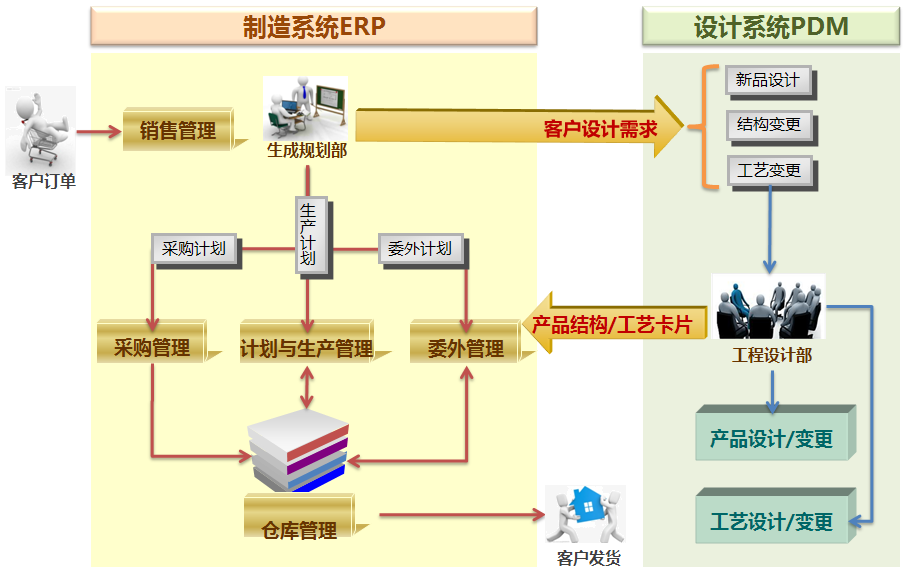 制造系统ERP
设计系统PDM
新品设计
销售管理
客户设计需求
结构变更
生成规划部
工艺变更
客户订单
生产计划
采购计划
委外计划
产品结构/工艺卡片
采购管理
计划与生产管理
委外管理
工程设计部
产品设计/变更
仓库管理
工艺设计/变更
客户发货